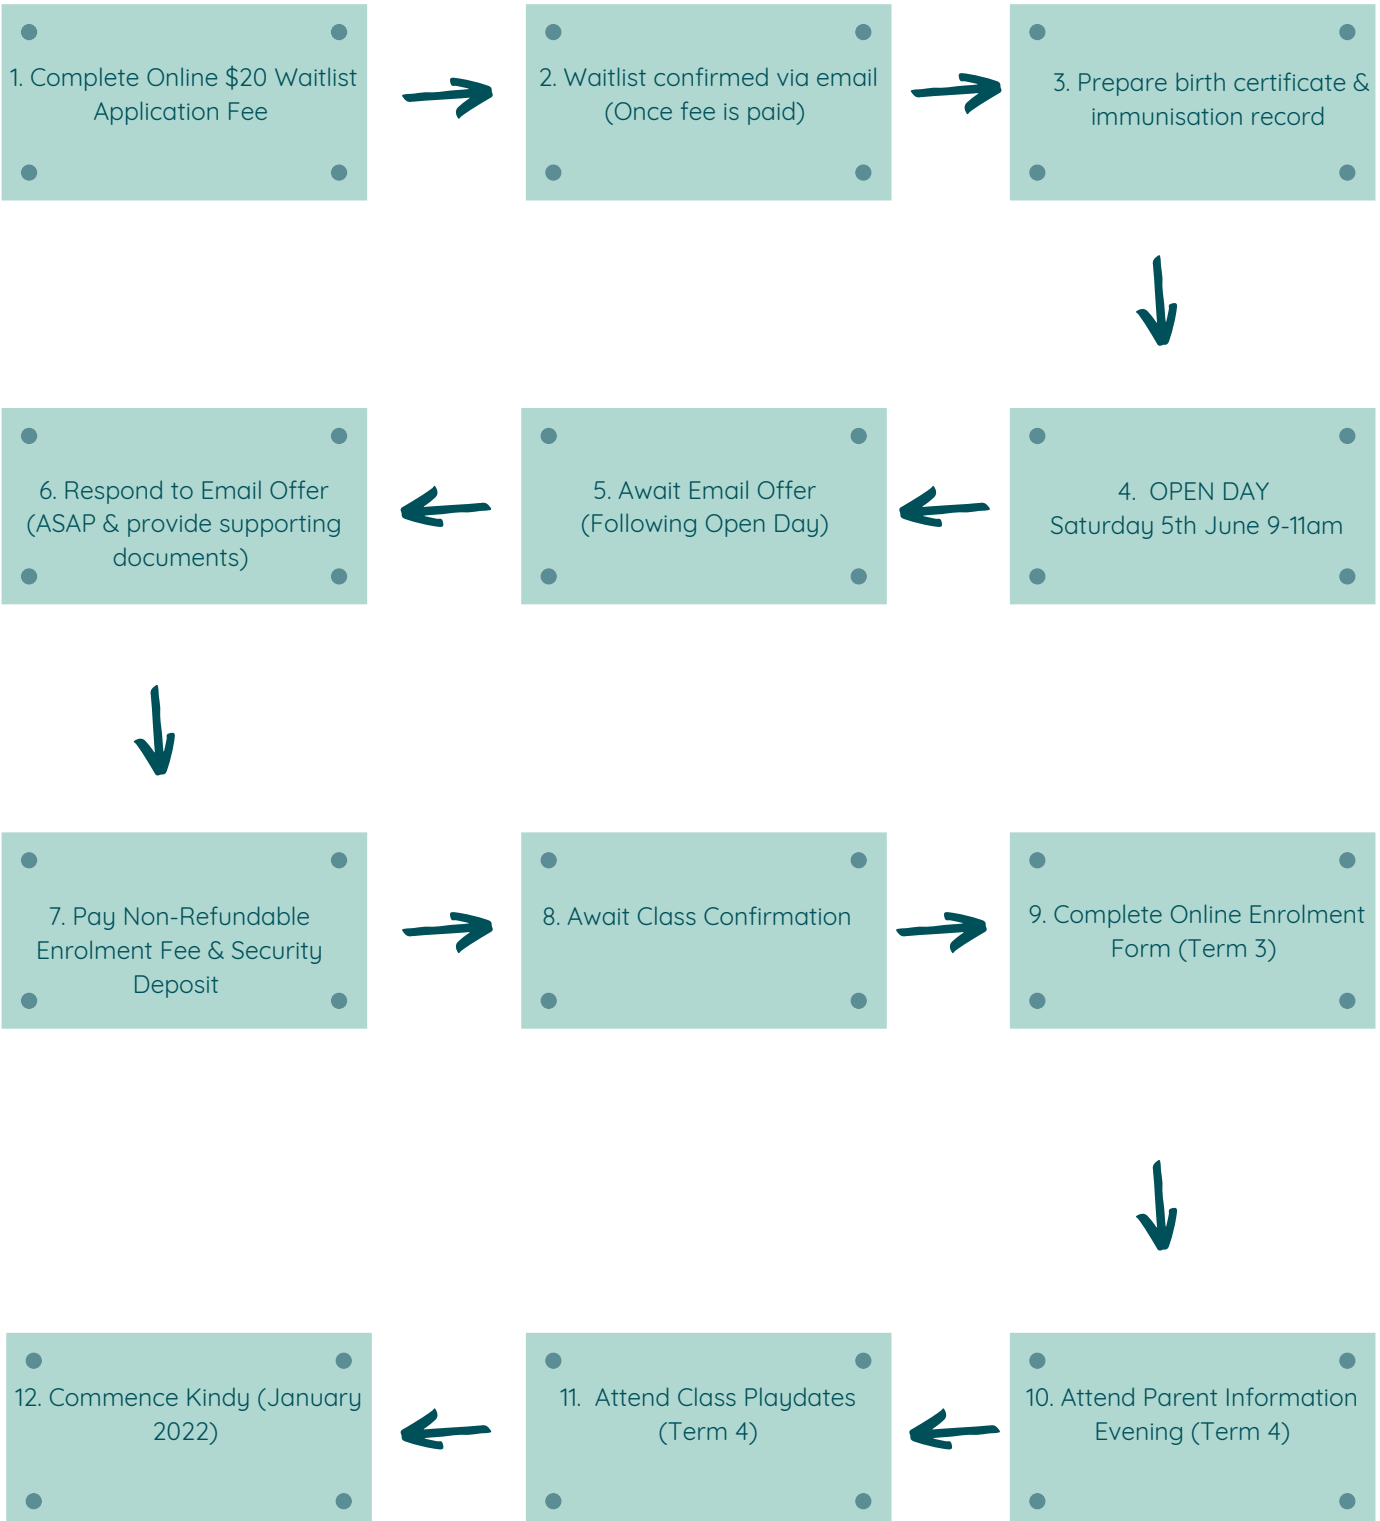 1. Complete Online $20 Waitlist
Application Fee
2. Waitlist confirmed via email
(Once fee is paid)
3. Prepare birth certificate &
immunisation record
4.  OPEN DAY
Saturday 5th June 9-11am
5. Await Email Offer
(Following Open Day)
6. Respond to Email Offer
(ASAP & provide supporting
documents)
7. Pay Non-Refundable
Enrolment Fee & Security
Deposit
8. Await Class Confirmation
9. Complete Online Enrolment
Form (Term 3)
10. Attend Parent Information
Evening (Term 4)
11.  Attend Class Playdates
(Term 4)
12. Commence Kindy (January
2022)